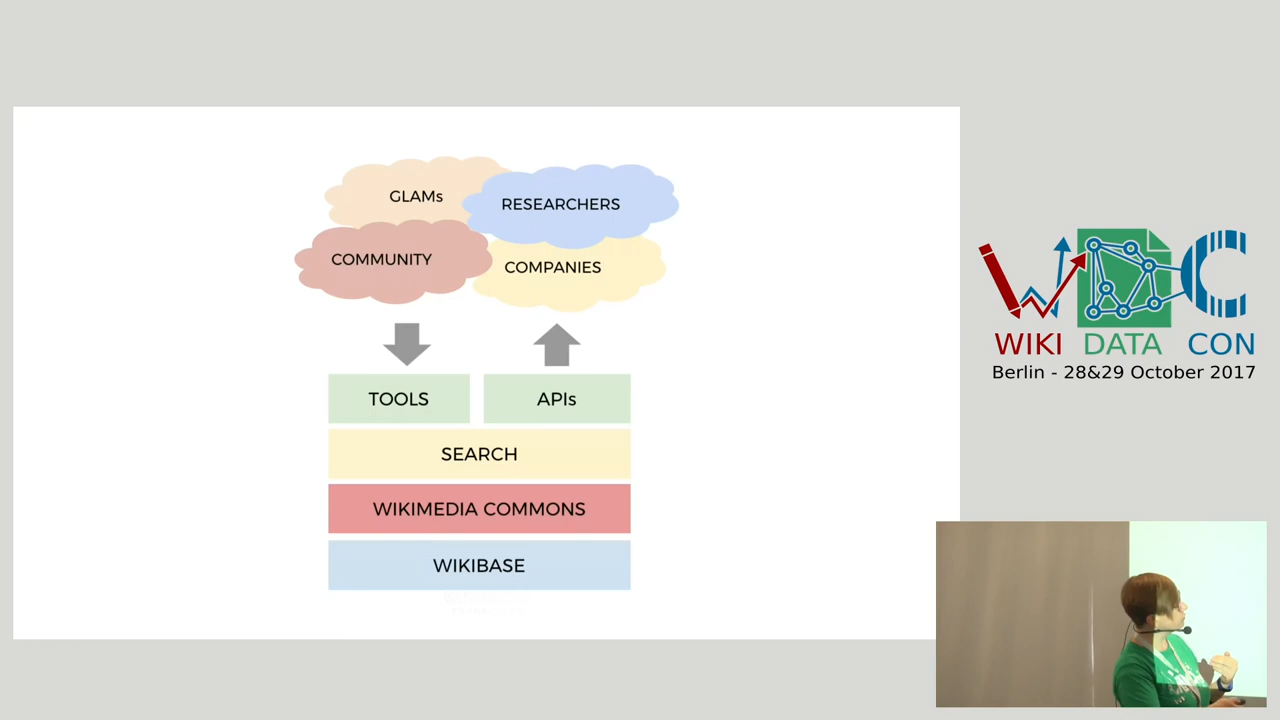 GLAMs
RESEARCHERS
COMMUNITY
COMPANIES
TOOLS
APIs
SEARCH
WIKIMEDIA COMMONS
WIKIBASE
WIKI DATA CON
Berlin - 28&29 October 2017